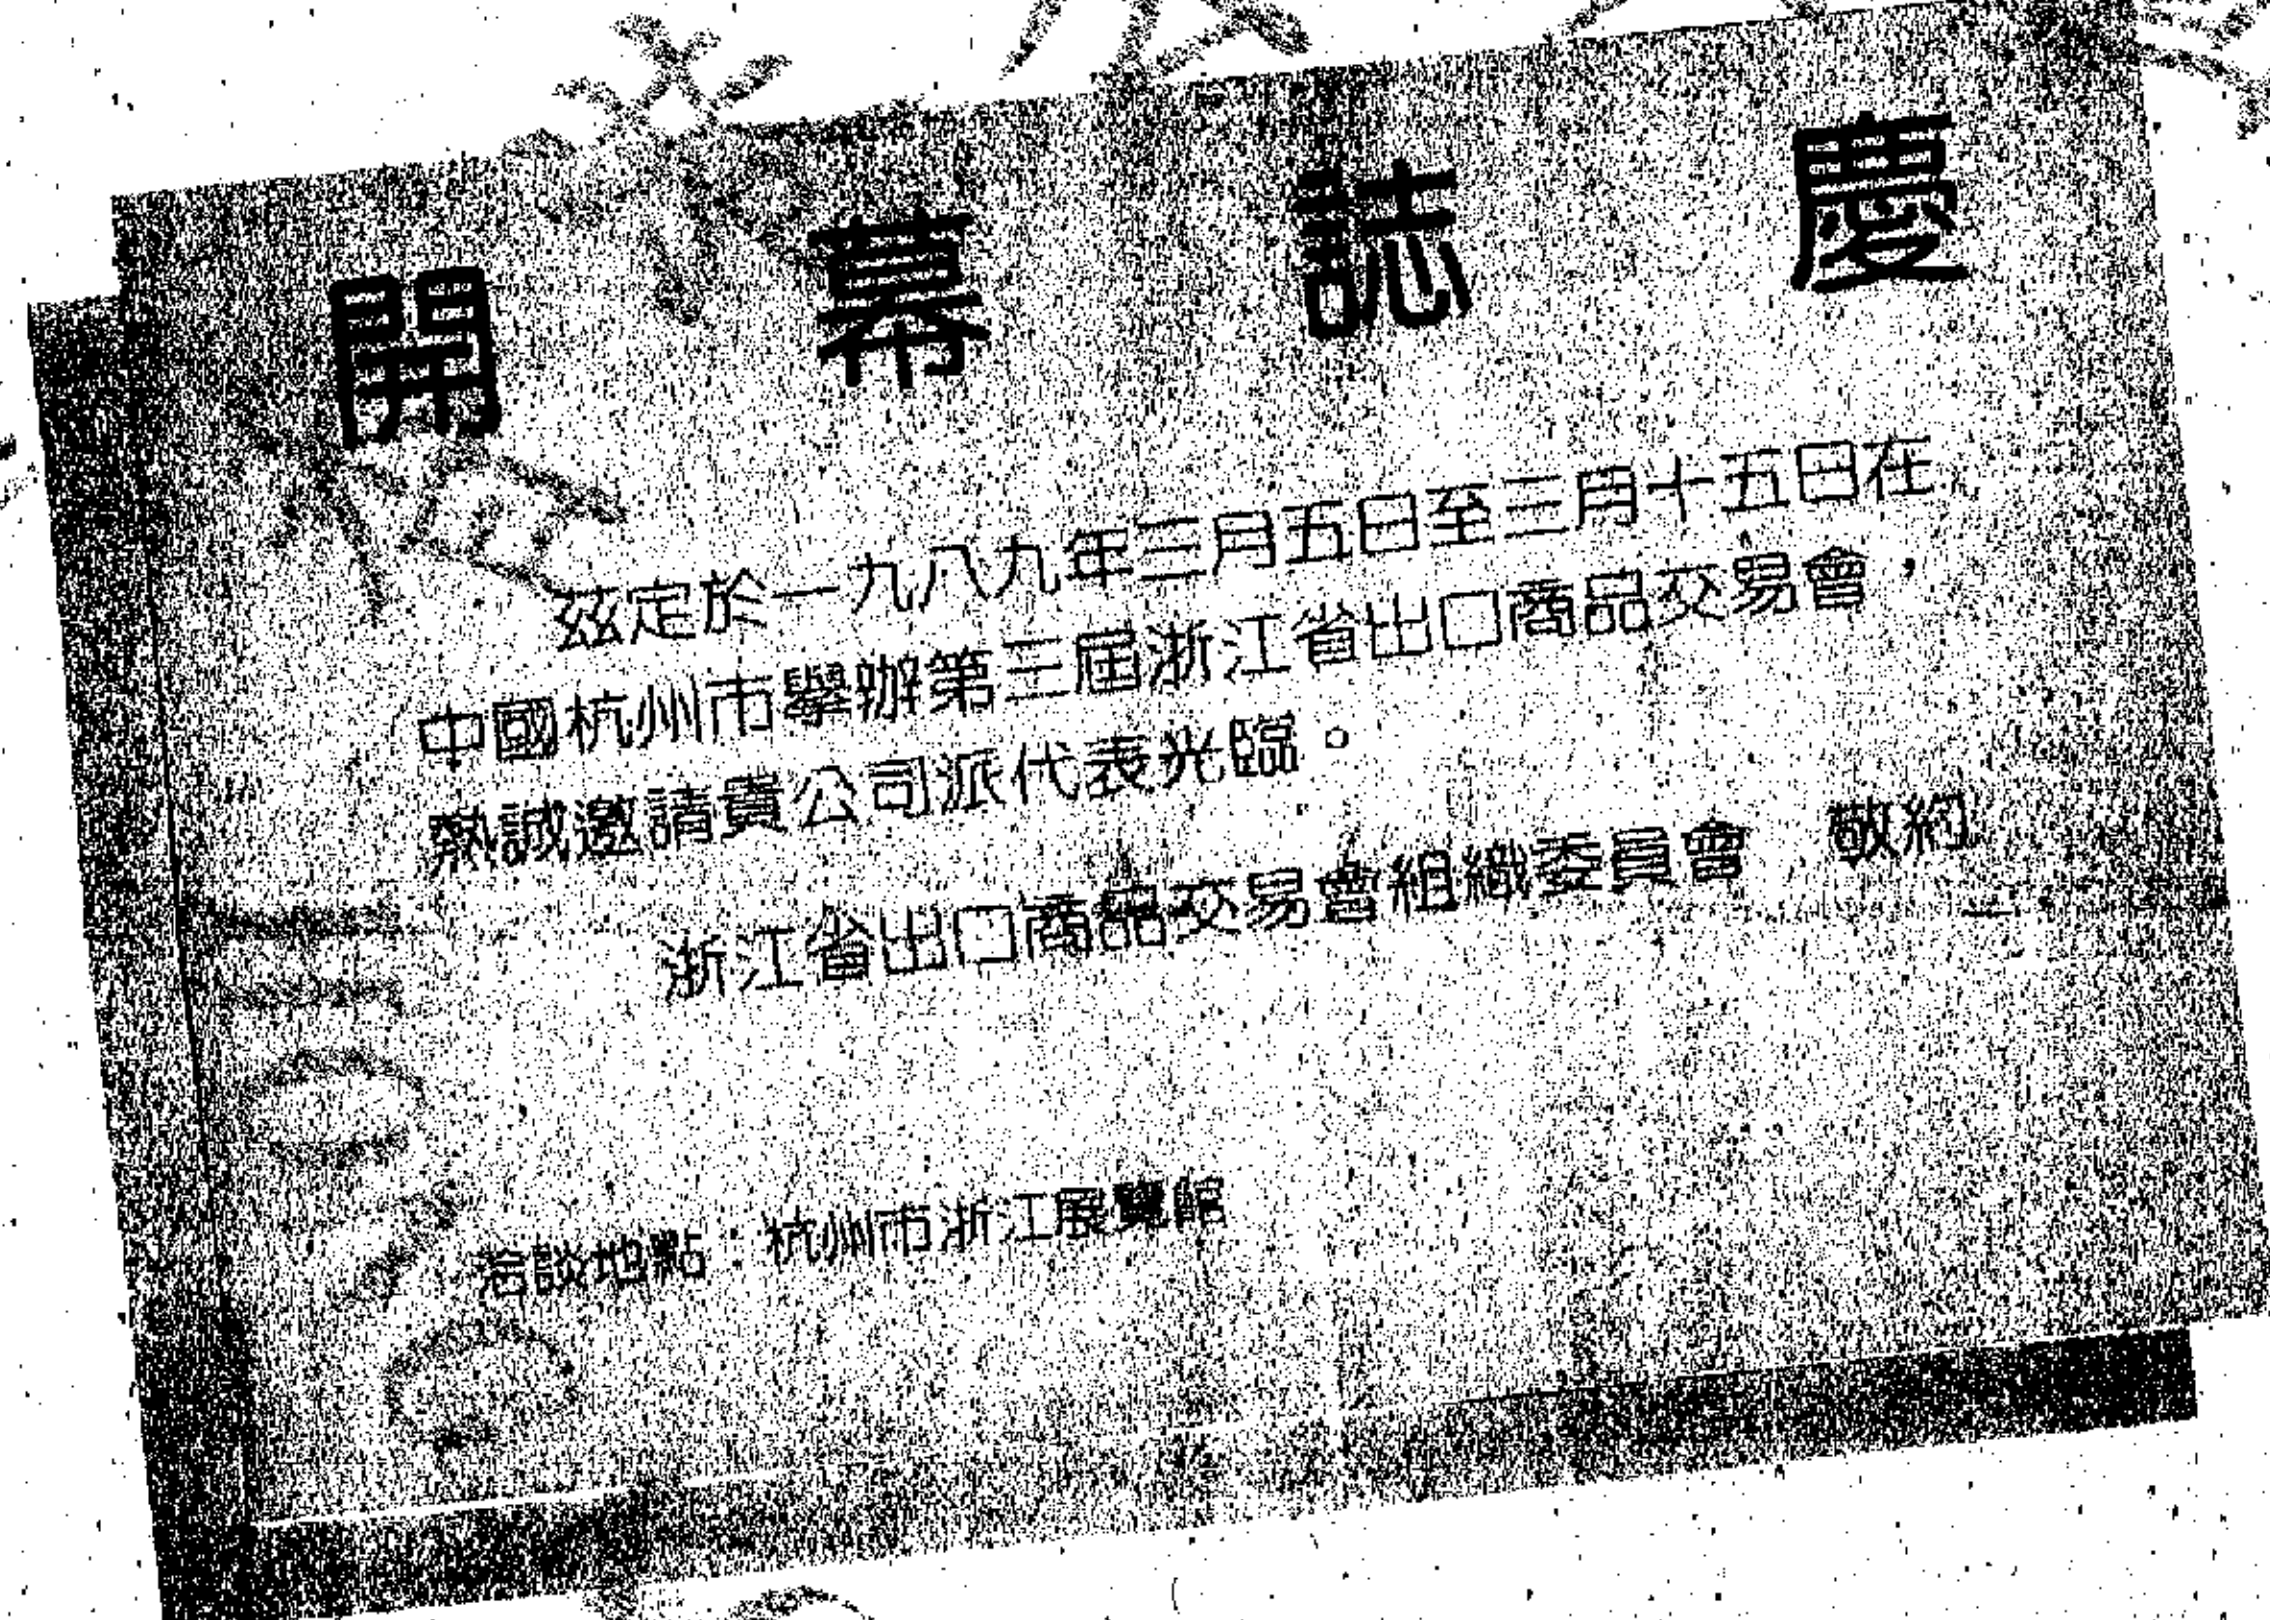 開幕誌慶
茲定於一九八九年三月五日至三月十五日在
中國杭州市舉辦第三屆浙江省出口商品交易會，
熱誠邀請貴公司派代表光臨。
浙江省出口商品交易會組織委員會　敬約
洽談地點：杭州市浙江展覽館